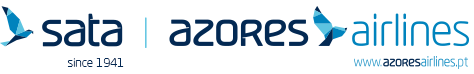 sata | azores airlines
since 1941 www.azoresairlines.pt